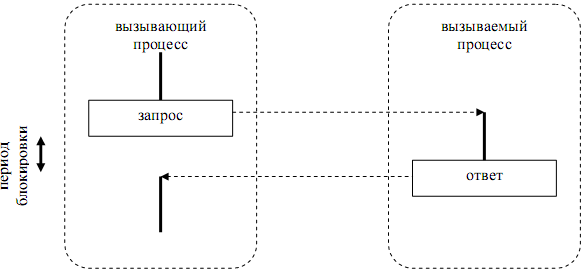 вызывающий
процесс
вызываемый
процесс
запрос
период
блокировки
ответ